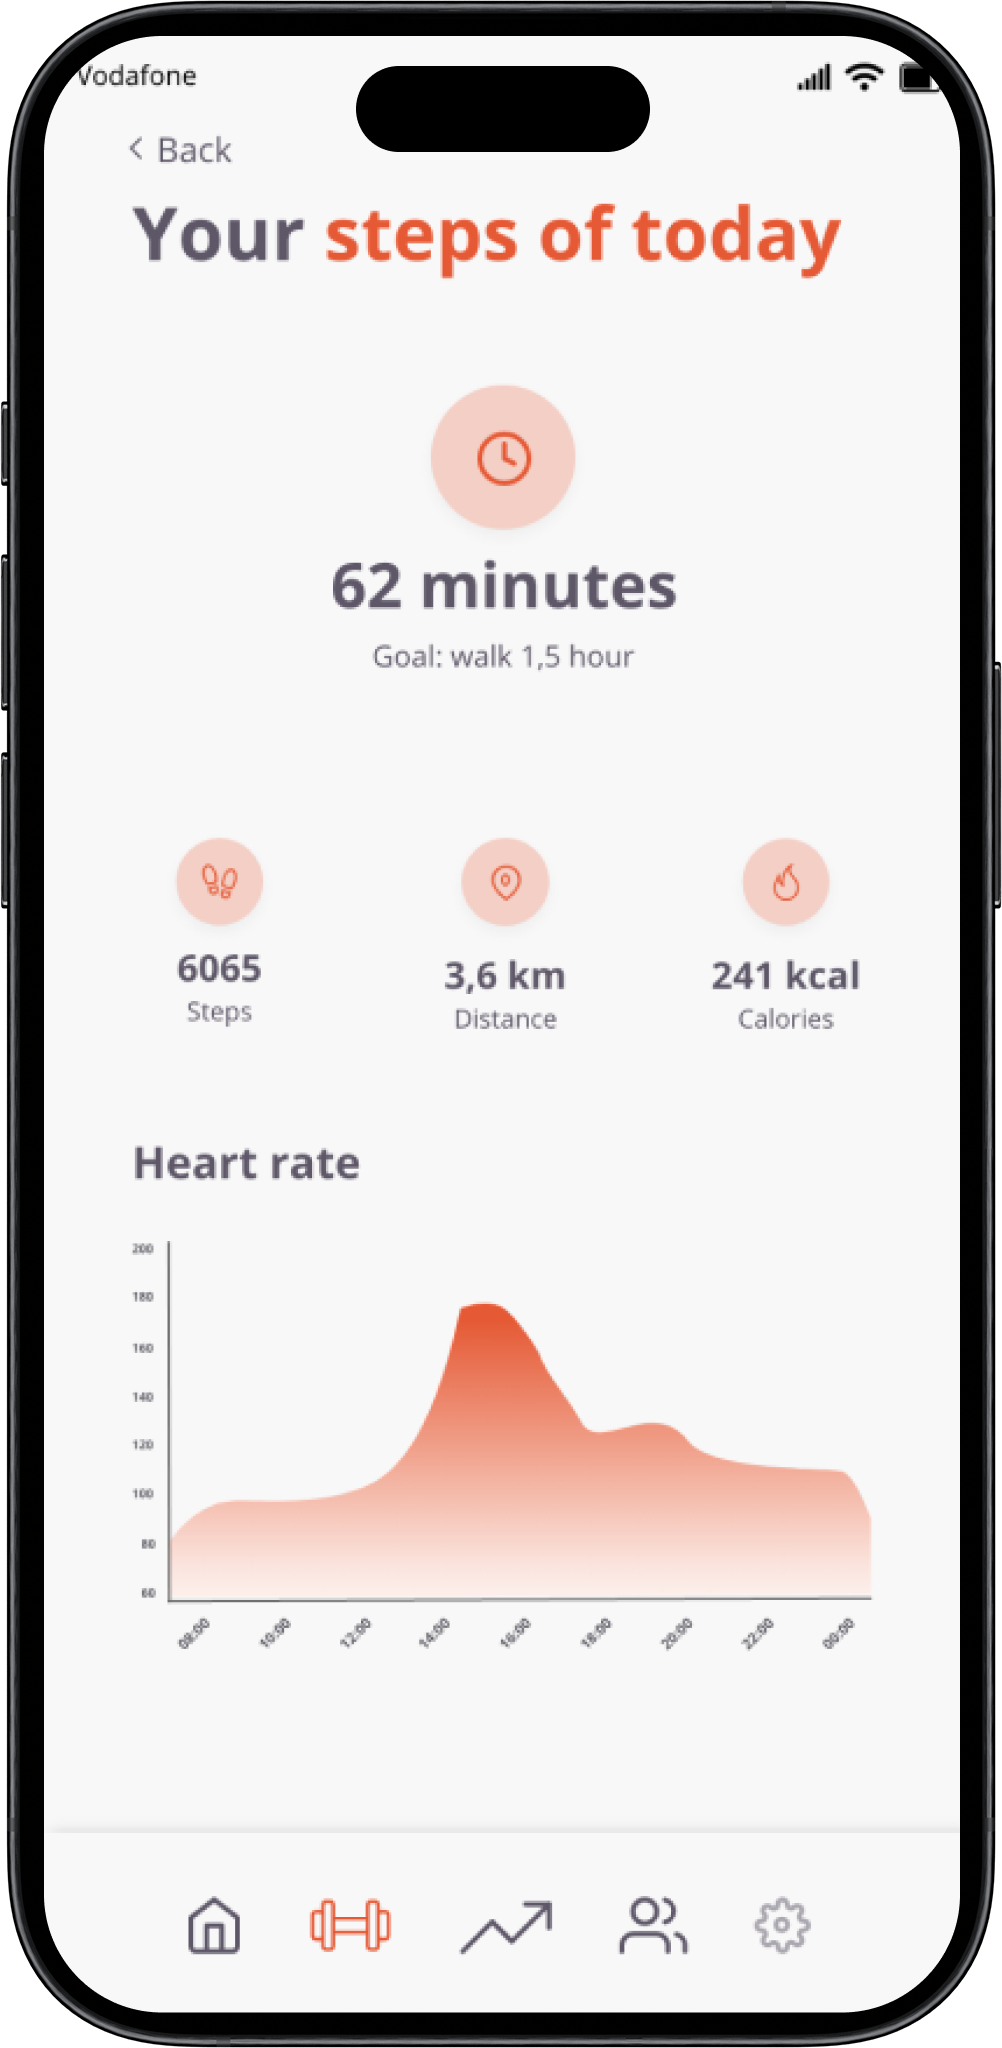 Vodafone
Back
Your steps of today
62 minutes
Goal: walk 1,5 hour
6065
Steps
3,6 km
Distance
241 kcal
Calories
Heart rate
200
180
160
140
120
100
80
60
08:00 10:00 12:00 14:00 16:00 18:00 20:00 22:00 00:00